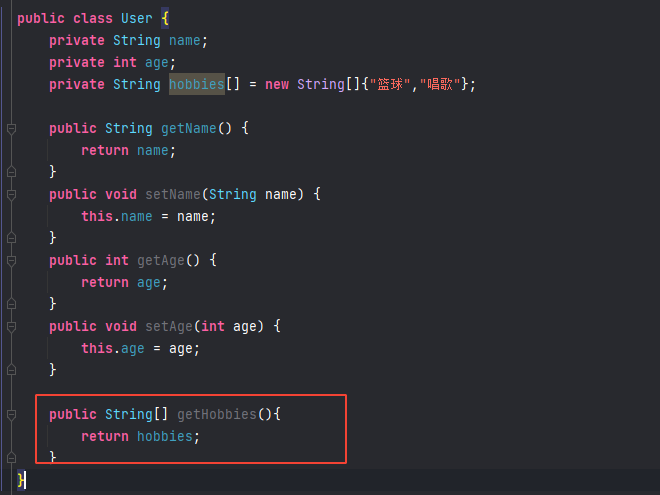 public class User {
private String name;
private int age;
private String hobbies[] = new String[]{"篮球","唱歌"};
public String getName() {
return name;
}
public void setName(String name) {
this.name = name;
}
public int getAge() {
return age;
}
public void setAge(int age) {
this.age = age;
}
public String[] getHobbies(){
return hobbies;
}
}